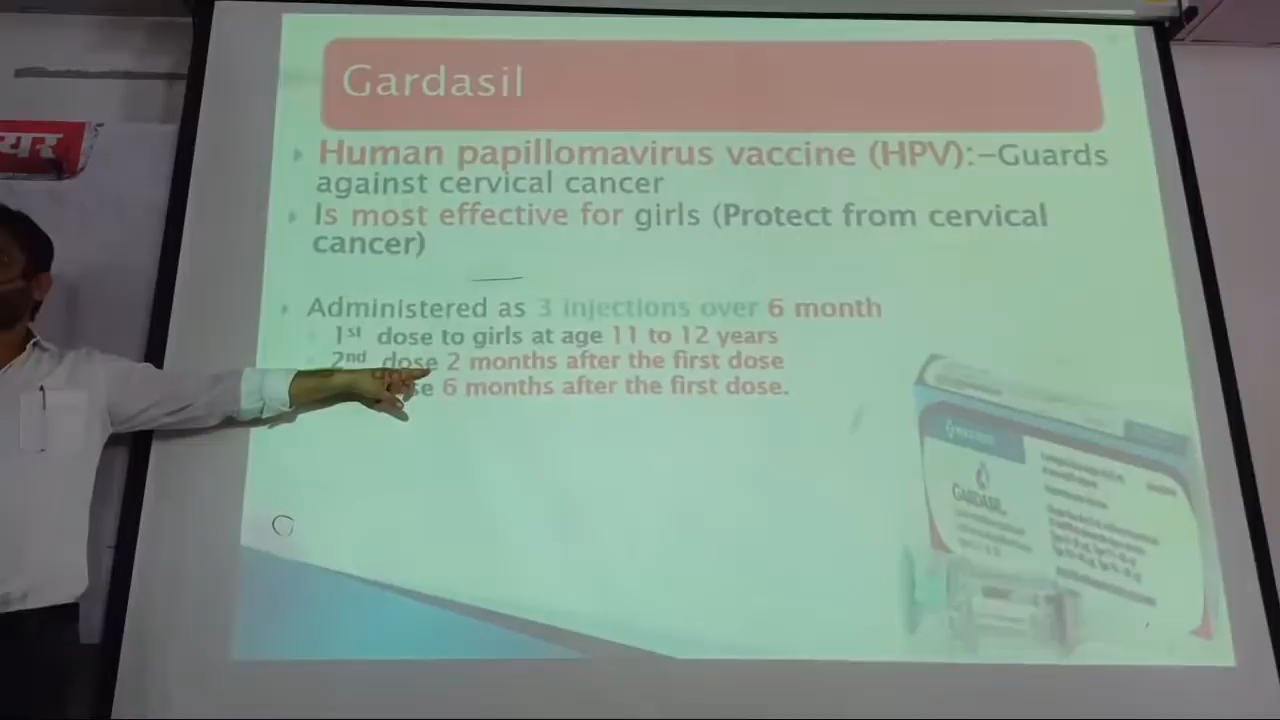 Gardasil
यर
Human papillomavirus vaccine (HPV):-Guards
against cervical cancer
Is most effective for girls (Protect from cervical
cancer)
Administered as 3 injections over 6 month
1st dose to girls at age 11 to 12 years
2nd dose 2 months after the first dose
6 months after the first dose.
GARDASIL